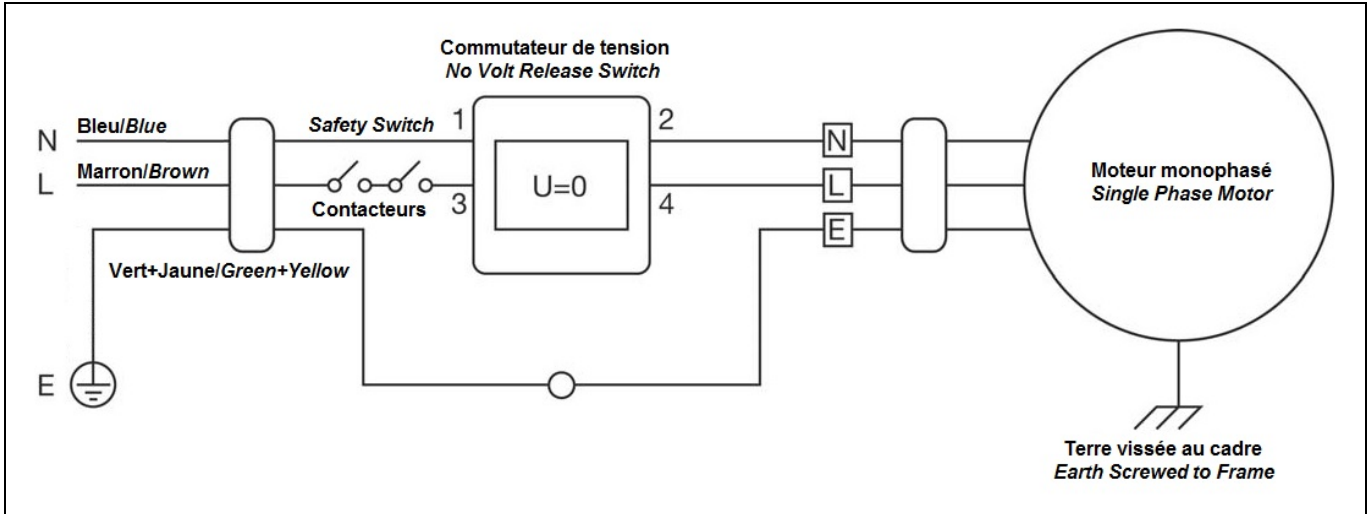 Commutateur de tension
No Volt Release Switch
N
Bleu/Blue
Safety Switch
1
2
N
L
Marron/Brown
Contacteurs
3
U=0
4
L
Moteur monophasé
Single Phase Motor
E
Vert+Jaune/Green+Yellow
E
Terre vissée au cadre
Earth Screwed to Frame